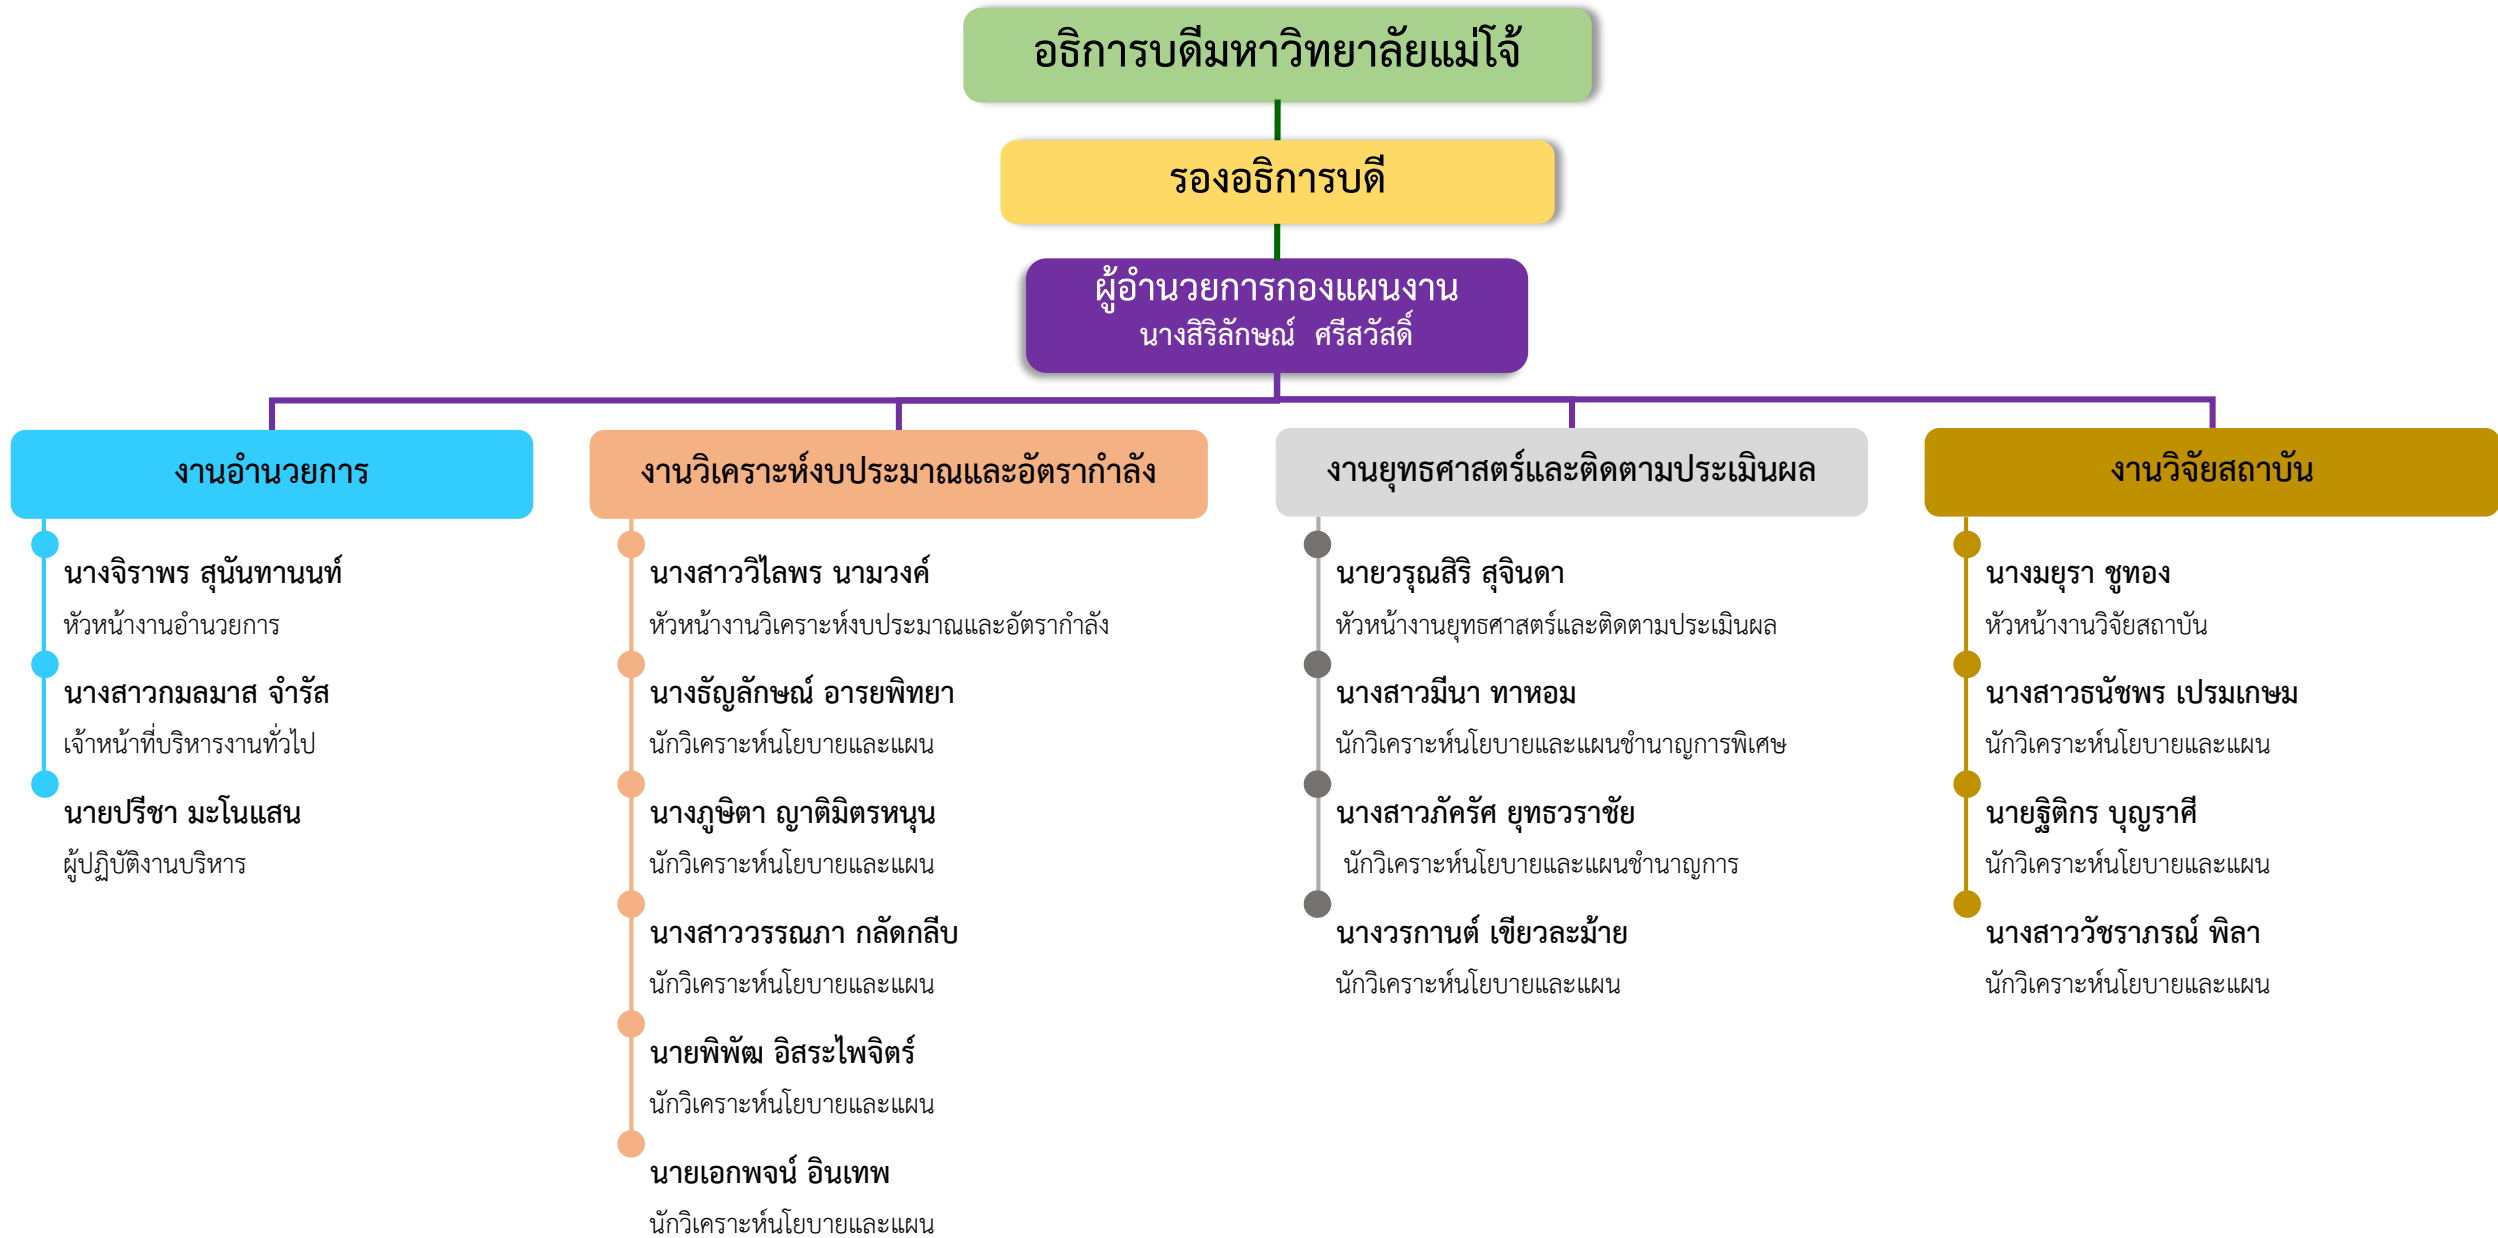 อธิการบดีมหาวิทยาลัยแม่โจ้
รองอธิการบดี
ผู้อำนวยการกองแผนงาน
นางสิริลักษณ์ ศรีสวัสดิ์
งานอำนวยการ
นางจิราพร สุนันทานนท์
หัวหน้างานอำนวยการ
นางสาวกมลมาส จำรัส
เจ้าหน้าที่บริหารงานทั่วไป
นายปรีชา มะโนแสน
ผู้ปฏิบัติงานบริหาร
งานวิเคราะห์งบประมาณและอัตรากำลัง
นางสาววิไลพร นามวงค์
หัวหน้างานวิเคราะห์งบประมาณและอัตรากำลัง
นางธัญลักษณ์ อารยพิทยา
นักวิเคราะห์นโยบายและแผน
นางภูษิตา ญาติมิตรหนุน
นักวิเคราะห์นโยบายและแผน
นางสาววรรณภา กลัดกลีบ
นักวิเคราะห์นโยบายและแผน
นายพิพัฒ อิสระไพจิตร์
นักวิเคราะห์นโยบายและแผน
นายเอกพจน์ อินเทพ
นักวิเคราะห์นโยบายและแผน
งานยุทธศาสตร์และติดตามประเมินผล
นายวรุณสิริ สุจินดา
หัวหน้างานยุทธศาสตร์และติดตามประเมินผล
นางสาวมีนา ทาหอม
นักวิเคราะห์นโยบายและแผนชำนาญการพิเศษ
นางสาวภัครัศ ยุทธวราชัย
นักวิเคราะห์นโยบายและแผนชำนาญการ
นางวรกานต์ เขียวละม้าย
นักวิเคราะห์นโยบายและแผน
งานวิจัยสถาบัน
นางมยุรา ชูทอง
หัวหน้างานวิจัยสถาบัน
นางสาวธนัชพร เปรมเกษม
นักวิเคราะห์นโยบายและแผน
นายฐิติกร บุญราศี
นักวิเคราะห์นโยบายและแผน
นางสาววัชราภรณ์ พิลา
นักวิเคราะห์นโยบายและแผน